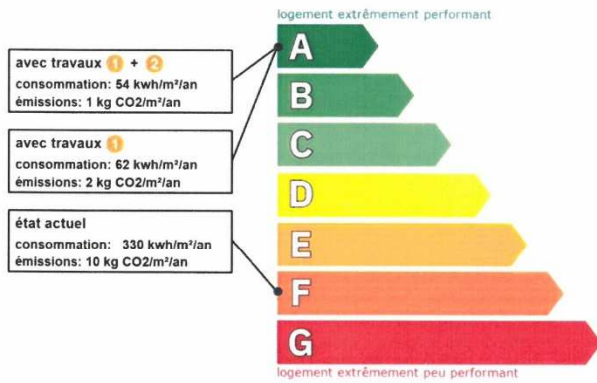 logement extrêmement performant
avec travaux 1 + 2
consommation: 54 kwh/m²/an
émissions: 1 kg CO2/m²/an
avec travaux 1
consommation: 62 kwh/m²/an
émissions: 2 kg CO2/m²/an
état actuel
consommation: 330 kwh/m²/an
émissions: 10 kg CO2/m²/an
A
B
C
D
E
F
G
logement extrêmement peu performant